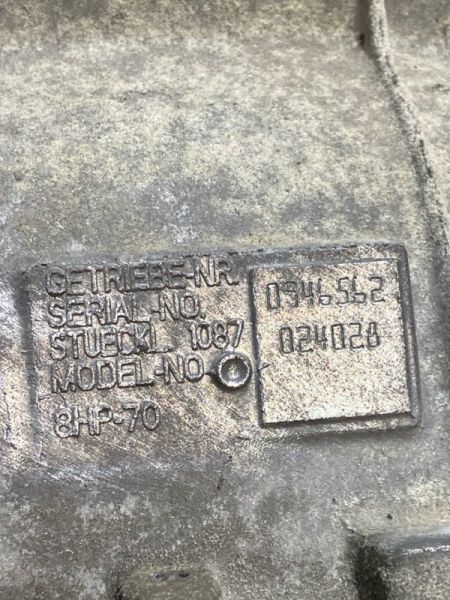 GETRIEBE-NR.
SERIAL-NO. 0946562
STUECKL. 1087 024028
MODEL-NO
8HP-70